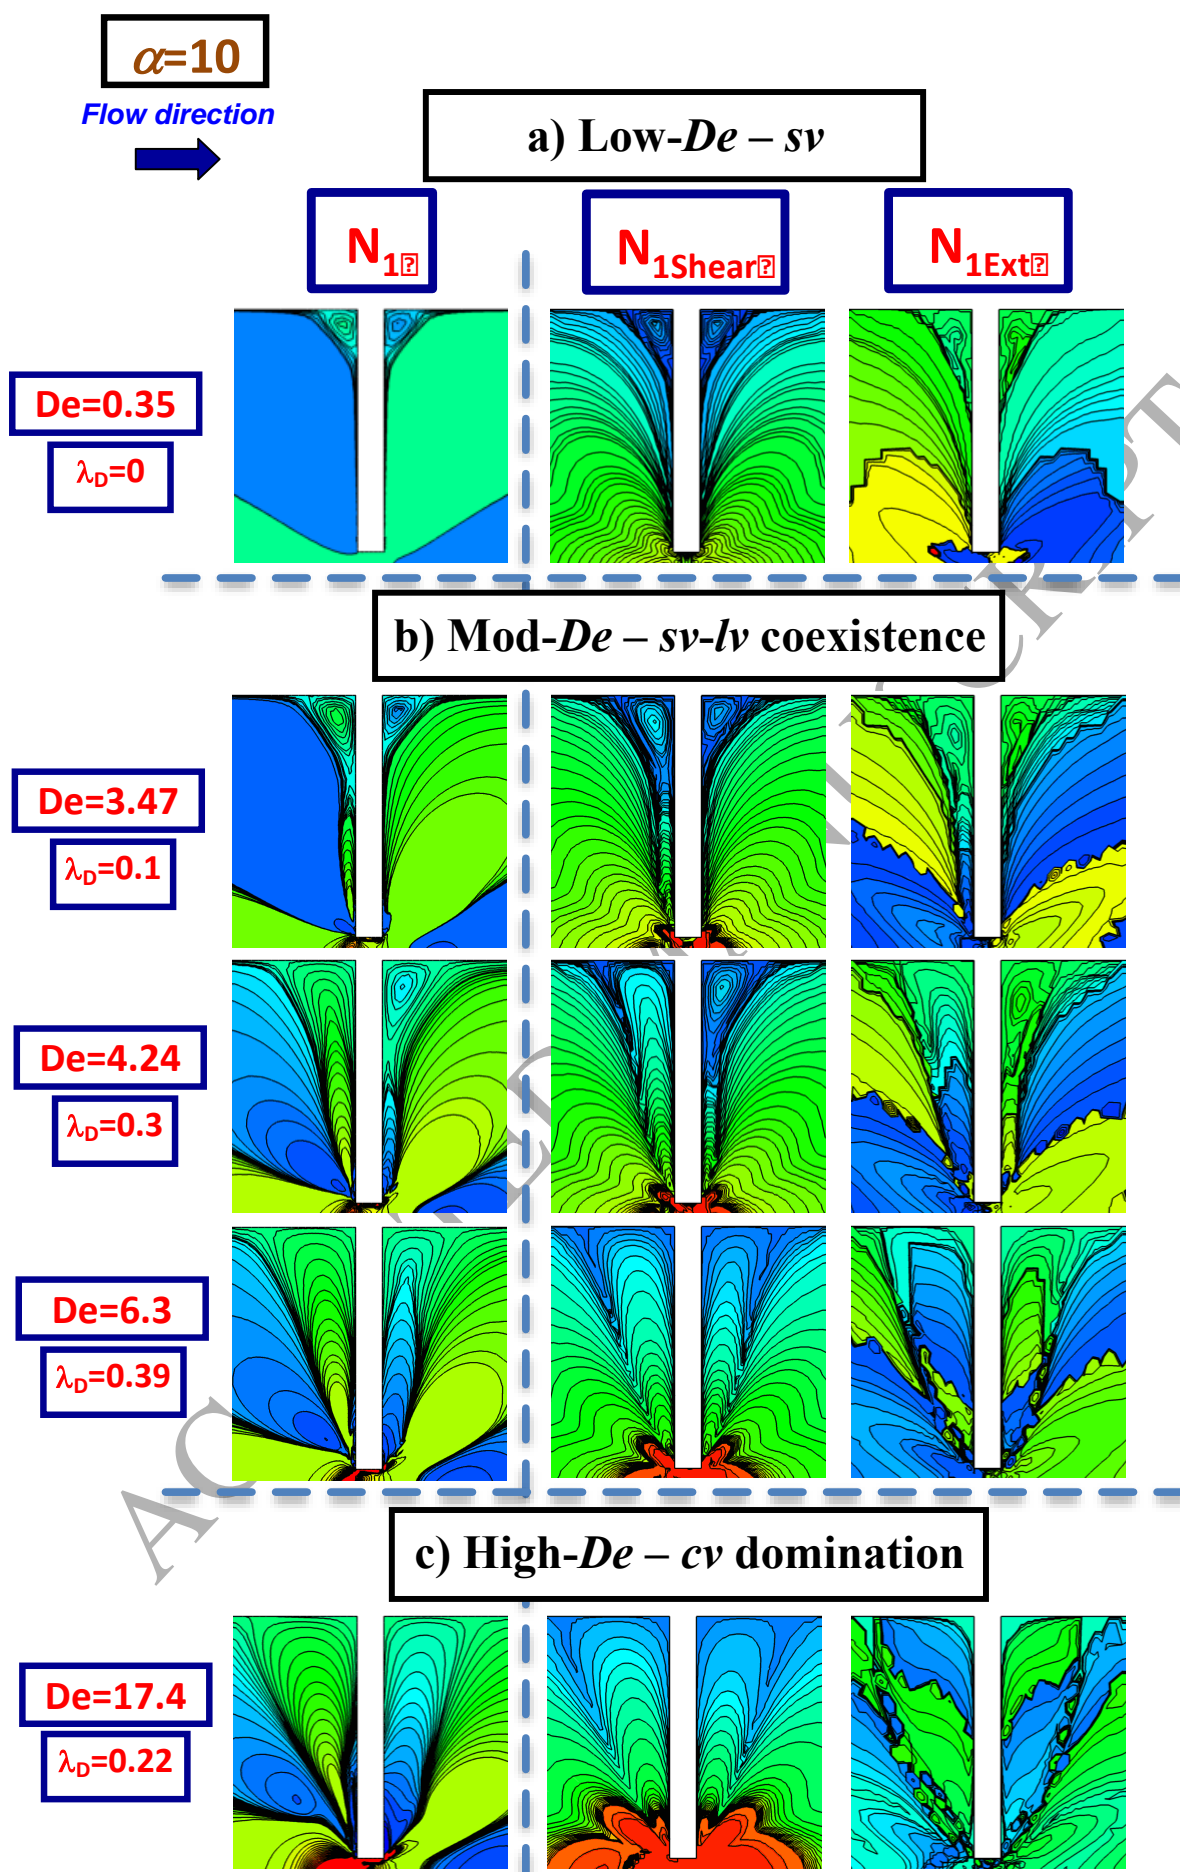 α=10
Flow direction
a) Low-De – sv
N1⍰
N1Shear⍰
N1Ext⍰
De=0.35
λD=0
b) Mod-De – sv-lv coexistence
De=3.47
λD=0.1
De=4.24
λD=0.3
De=6.3
λD=0.39
c) High-De – cv domination
De=17.4
λD=0.22